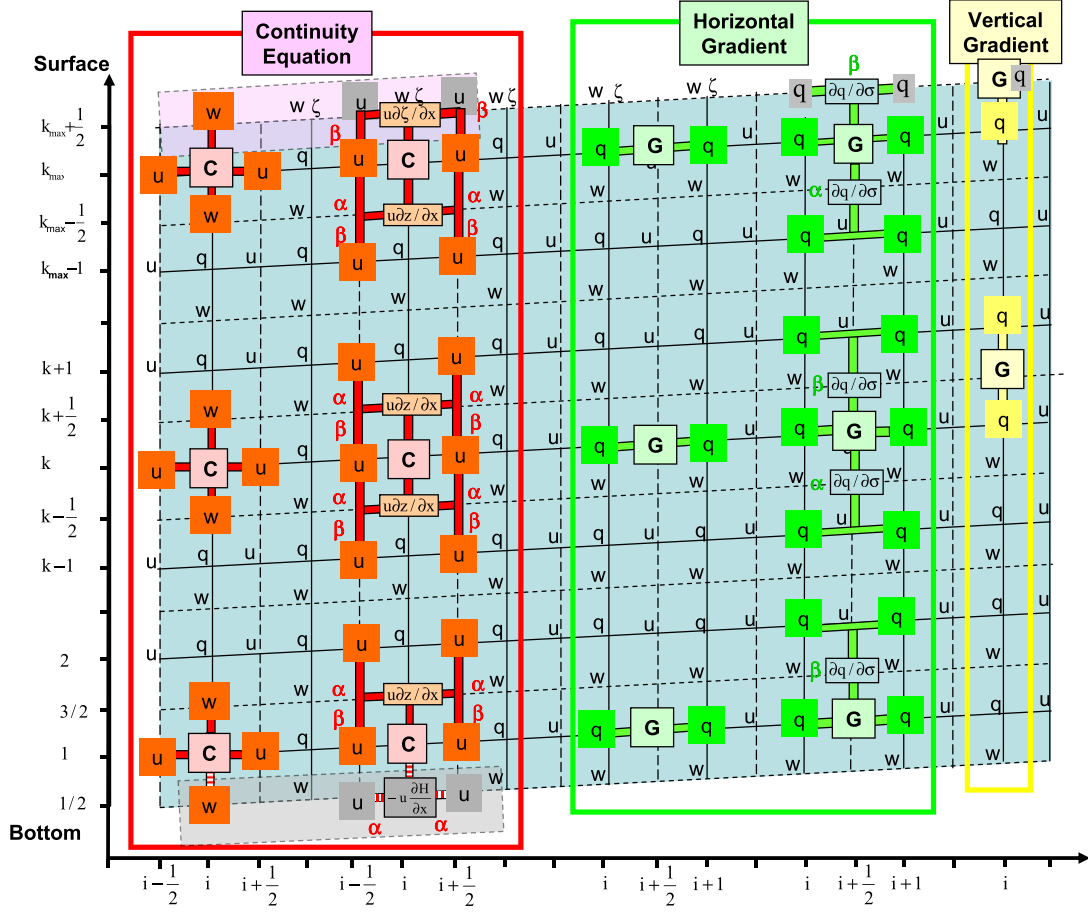 Continuity Equation
Horizontal Gradient
Vertical Gradient
Surface
w ζ u w ζ u w ζ w ζ β G q
q ∂q/∂σ q
w u∂ζ/∂x β
k_max+1/2
β q
u q u q u q G q u q G q u
k_max u C u u C
w α u∂z/∂x α w w w α ∂q/∂σ w w
k_max−1/2
w β β u q u q u q q u q u
k_max−1
u q u u q u
w w w w w w
u q u q u q u q u q u q u q u
k+1
w α u∂z/∂x α w w w w β ∂q/∂σ w G
k+1/2
β β q u q G q u q G q u q u
k u C u q u C u
w α u∂z/∂x α w w w w α ∂q/∂σ w w
k−1/2
β β
k−1 u q u q u q u q u q u q u q u q u
w w w w w w w
2 u q u q u q u q u q u q u q u q u
w α u∂z/∂x α w w w w β ∂q/∂σ w w
3/2
β β
1 u C u q u C u q u q G q u q G q u q u
w w w w w w w
1/2 w u −u ∂H/∂x u
Bottom
α α
i−1/2 i i+1/2 i−1/2 i i+1/2 i i+1/2 i+1 i i+1/2 i+1 i